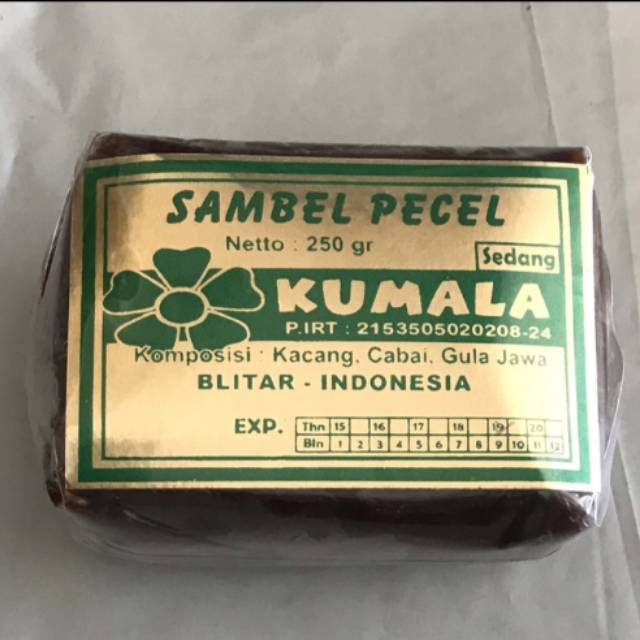 SAMBEL PECEL
Netto : 250 gr
Sedang
KUMALA
P.IRT : 2153505020208-24
Komposisi : Kacang, Cabai, Gula Jawa
BLITAR - INDONESIA
EXP.
Thn 15 16 17 18 19 20
Bln 1 2 3 4 5 6 7 8 9 10 11 12